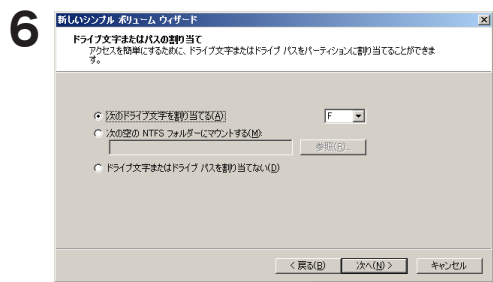 6
新しいシンプル ボリューム ウィザード
ドライブ文字またはパスの割り当て
アクセスを簡単にするために、ドライブ文字またはドライブ パスをパーティションに割り当てることができま
す。
次のドライブ文字を割り当てる(A): F
次の空の NTFS フォルダーにマウントする(M):
参照(R)...
ドライブ文字またはドライブ パスを割り当てない(D)
< 戻る(B) 次へ(N) > キャンセル